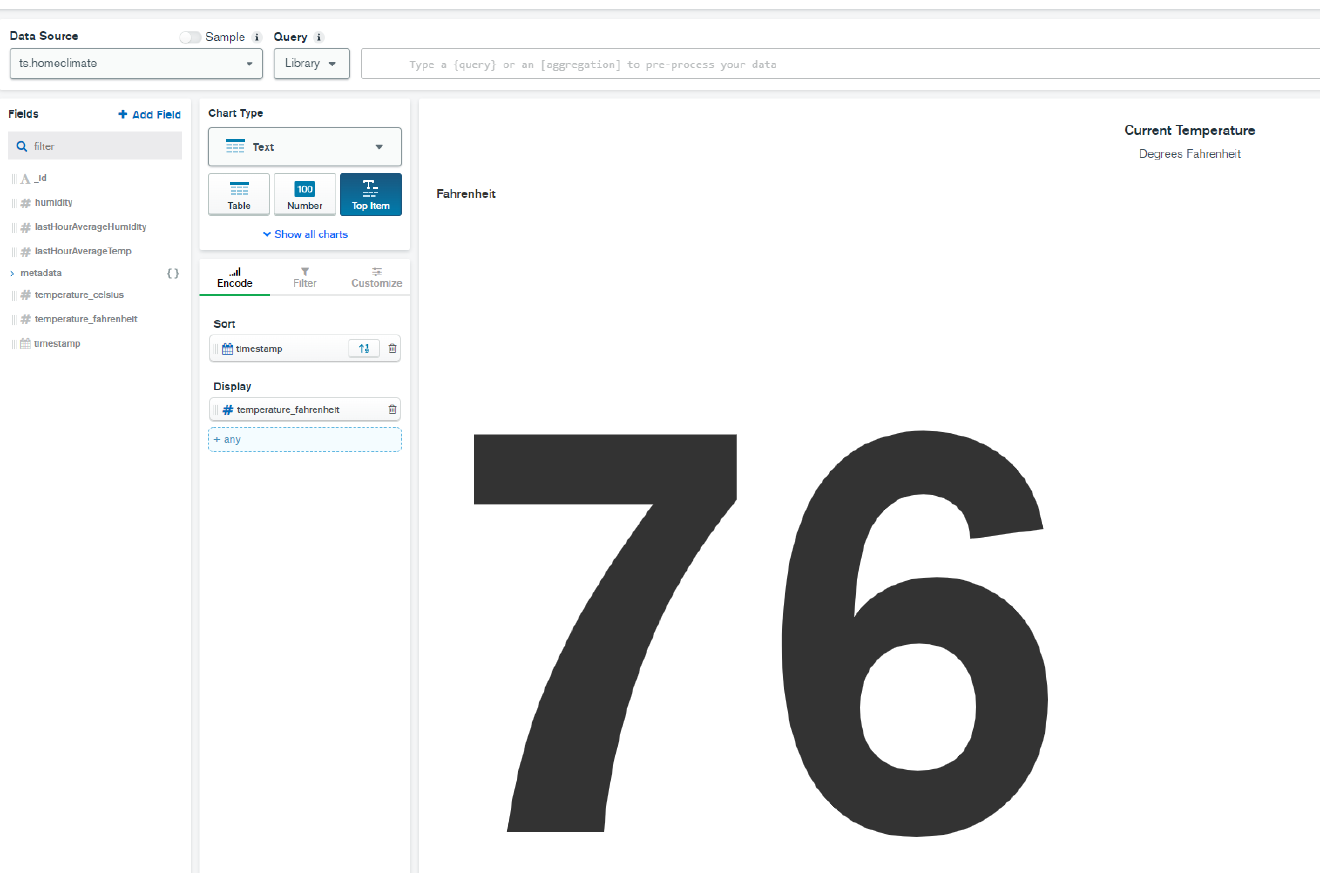 Data Source
Sample
Query
ts.homeclimate
Library
Type a {query} or an [aggregation] to pre-process your data
Fields
+ Add Field
filter
_id
# humidity
# lastHourAverageHumidity
# lastHourAverageTemp
metadata { }
# temperature_celsius
# temperature_fahrenheit
timestamp
Chart Type
Text
Table
100
Number
Top Item
Show all charts
Encode
Filter
Customize
Sort
timestamp
Display
# temperature_fahrenheit
+ any
Current Temperature
Degrees Fahrenheit
Fahrenheit
76